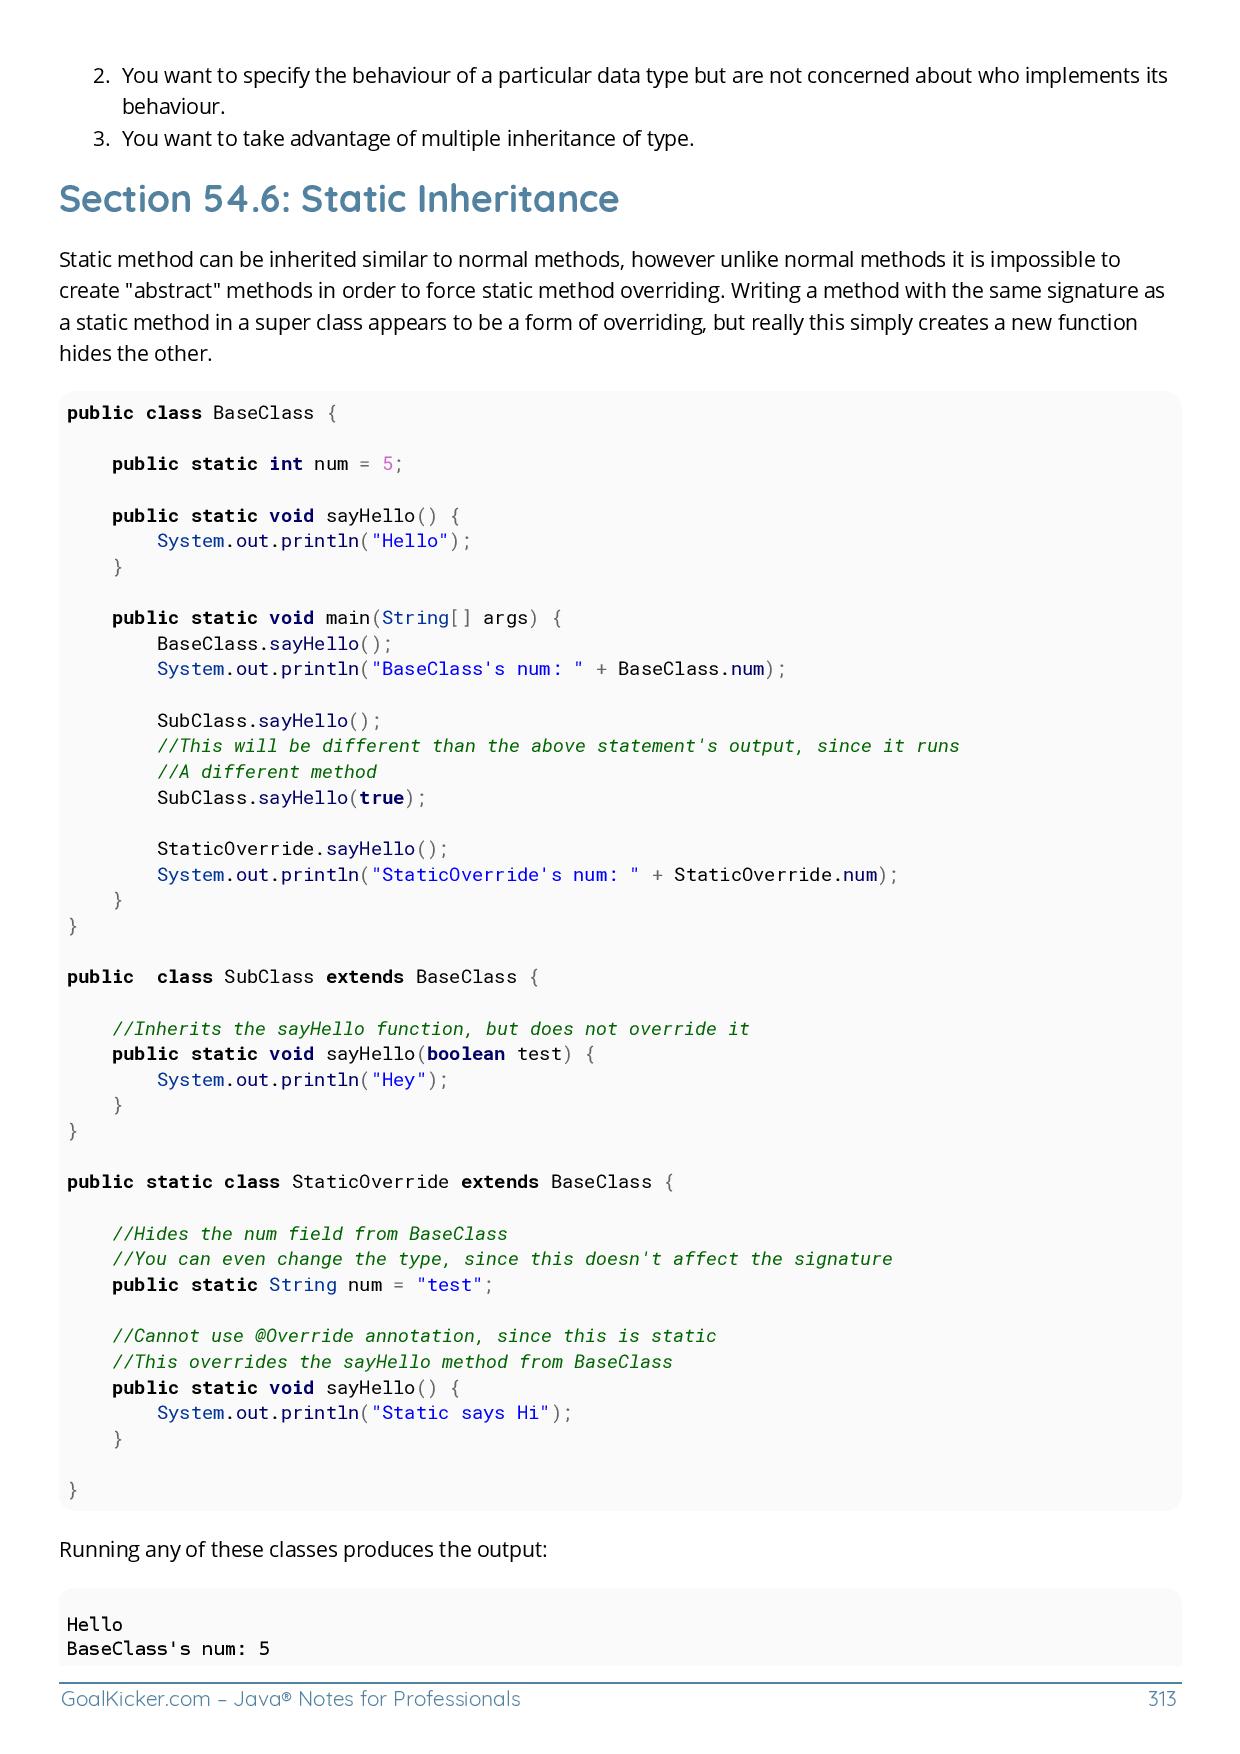 2. You want to specify the behaviour of a particular data type but are not concerned about who implements its
behaviour.
3. You want to take advantage of multiple inheritance of type.
Section 54.6: Static Inheritance
Static method can be inherited similar to normal methods, however unlike normal methods it is impossible to
create "abstract" methods in order to force static method overriding. Writing a method with the same signature as
a static method in a super class appears to be a form of overriding, but really this simply creates a new function
hides the other.
public class BaseClass {
    public static int num = 5;
    public static void sayHello() {
        System.out.println("Hello");
    }
    public static void main(String[] args) {
        BaseClass.sayHello();
        System.out.println("BaseClass's num: " + BaseClass.num);
        SubClass.sayHello();
        //This will be different than the above statement's output, since it runs
        //A different method
        SubClass.sayHello(true);
        StaticOverride.sayHello();
        System.out.println("StaticOverride's num: " + StaticOverride.num);
    }
}
public  class SubClass extends BaseClass {
    //Inherits the sayHello function, but does not override it
    public static void sayHello(boolean test) {
        System.out.println("Hey");
    }
}
public static class StaticOverride extends BaseClass {
    //Hides the num field from BaseClass
    //You can even change the type, since this doesn't affect the signature
    public static String num = "test";
    //Cannot use @Override annotation, since this is static
    //This overrides the sayHello method from BaseClass
    public static void sayHello() {
        System.out.println("Static says Hi");
    }
}
Running any of these classes produces the output:
Hello
BaseClass's num: 5
GoalKicker.com – Java® Notes for Professionals 313